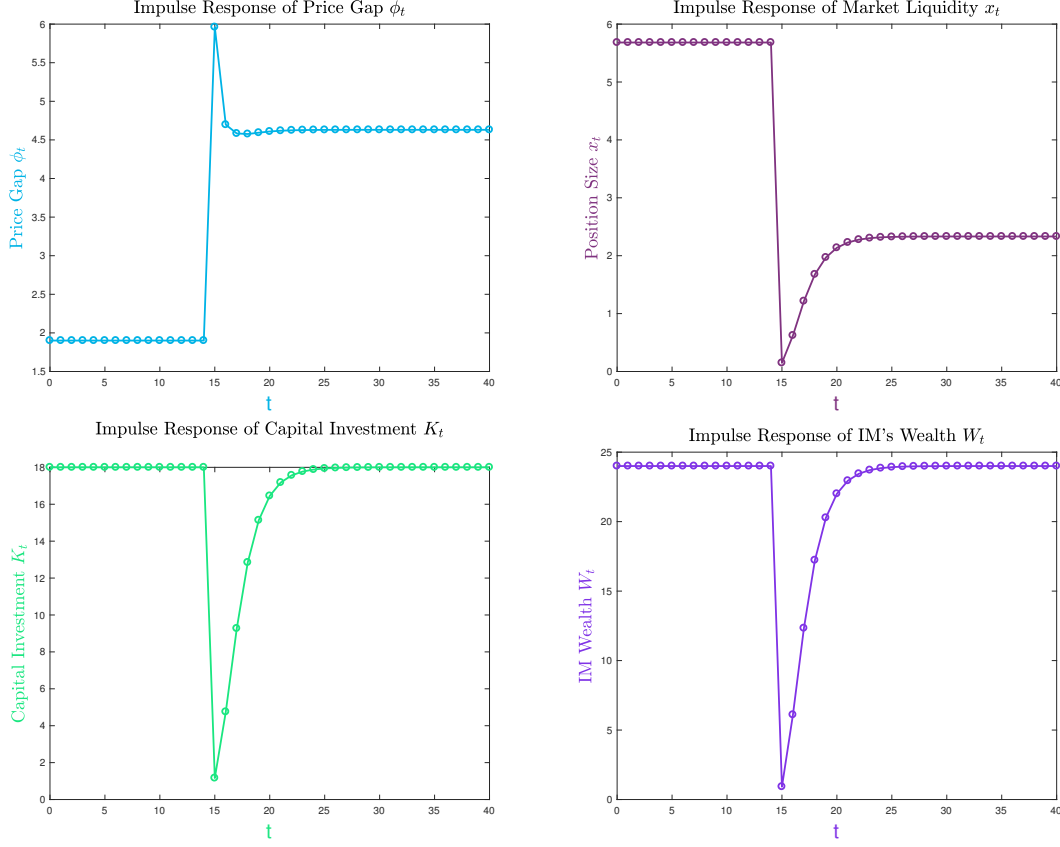 Impulse Response of Price Gap ϕt
Price Gap ϕt
6
5.5
5
4.5
4
3.5
3
2.5
2
1.5
0 5 10 15 20 25 30 35 40
t
Impulse Response of Market Liquidity xt
Position Size xt
6
5
4
3
2
1
0
0 5 10 15 20 25 30 35 40
t
Impulse Response of Capital Investment Kt
Capital Investment Kt
18
16
14
12
10
8
6
4
2
0
0 5 10 15 20 25 30 35 40
t
Impulse Response of IM's Wealth Wt
IM Wealth Wt
25
20
15
10
5
0
0 5 10 15 20 25 30 35 40
t